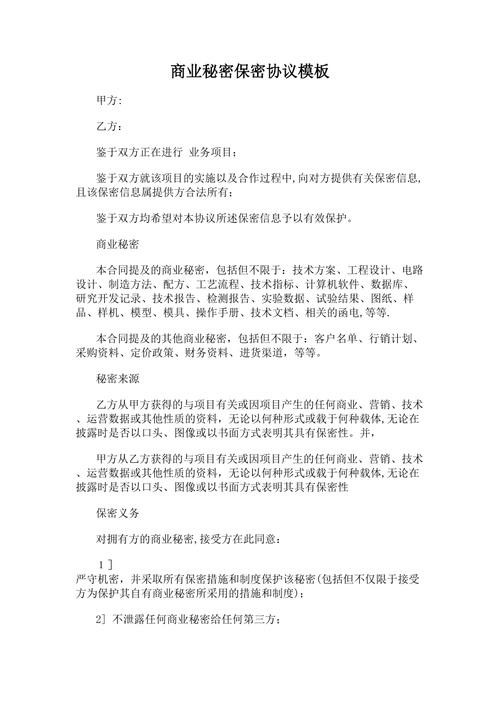 商业秘密保密协议模板
甲方:
乙方:
鉴于双方正在进行 业务项目;
鉴于双方就该项目的实施以及合作过程中,向对方提供有关保密信息,
且该保密信息属提供方合法所有;
鉴于双方均希望对本协议所述保密信息予以有效保护。
商业秘密
本合同提及的商业秘密，包括但不限于：技术方案、工程设计、电路
设计、制造方法、配方、工艺流程、技术指标、计算机软件、数据库、
研究开发记录、技术报告、检测报告、实验数据、试验结果、图纸、样
品、样机、模型、模具、操作手册、技术文档、相关的函电,等等.
本合同提及的其他商业秘密，包括但不限于：客户名单、行销计划、
采购资料、定价政策、财务资料、进货渠道，等等。
秘密来源
乙方从甲方获得的与项目有关或因项目产生的任何商业、营销、技术
、运营数据或其他性质的资料，无论以何种形式或载于何种载体,无论在
披露时是否以口头、图像或以书面方式表明其具有保密性。并，
甲方从乙方获得的与项目有关或因项目产生的任何商业、营销、技术
、运营数据或其他性质的资料，无论以何种形式或载于何种载体,无论在
披露时是否以口头、图像或以书面方式表明其具有保密性
保密义务
对拥有方的商业秘密,接受方在此同意：
1］
严守机密，并采取所有保密措施和制度保护该秘密(包括但不仅限于接受
方为保护其自有商业秘密所采用的措施和制度)；
2］不泄露任何商业秘密给任何第三方；